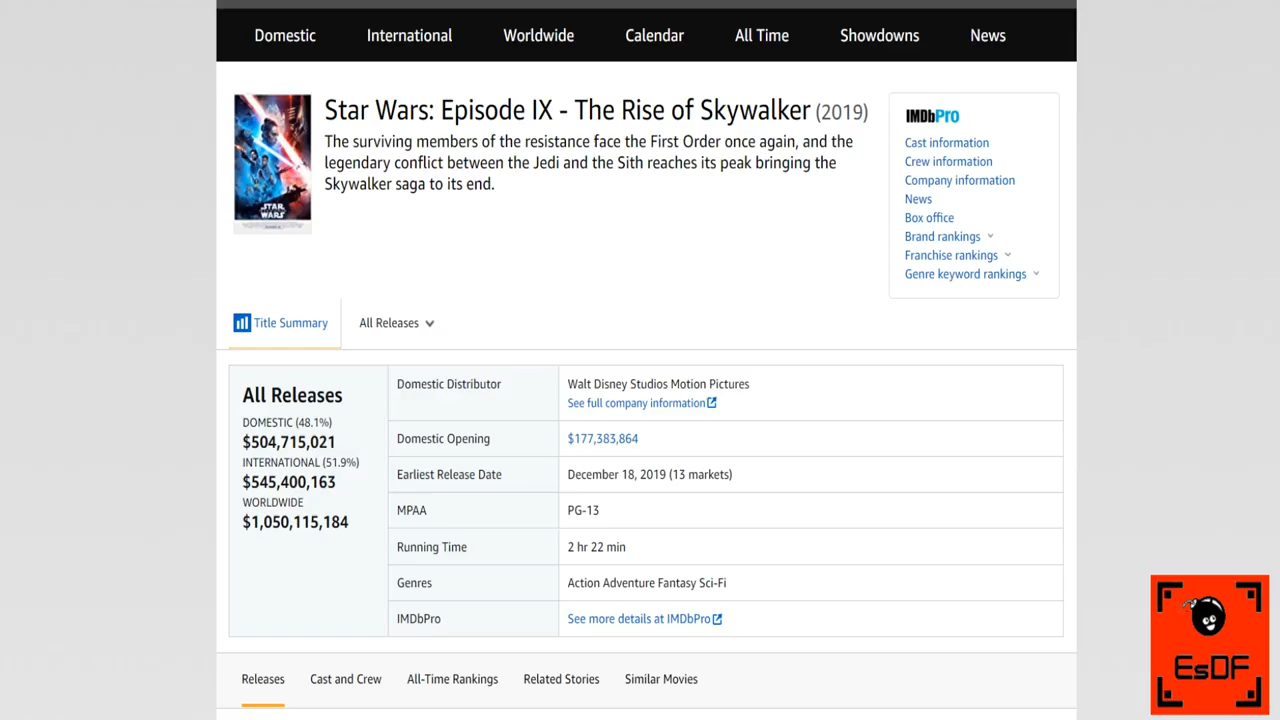 Domestic International Worldwide Calendar All Time Showdowns News
Star Wars: Episode IX - The Rise of Skywalker (2019)
The surviving members of the resistance face the First Order once again, and the
legendary conflict between the Jedi and the Sith reaches its peak bringing the
Skywalker saga to its end.
STAR
WARS
IMDbPro
Cast information
Crew information
Company information
News
Box office
Brand rankings
Franchise rankings
Genre keyword rankings
Title Summary All Releases
All Releases
DOMESTIC (48.1%)
$504,715,021
INTERNATIONAL (51.9%)
$545,400,163
WORLDWIDE
$1,050,115,184
Domestic Distributor Walt Disney Studios Motion Pictures
See full company information
Domestic Opening $177,383,864
Earliest Release Date December 18, 2019 (13 markets)
MPAA PG-13
Running Time 2 hr 22 min
Genres Action Adventure Fantasy Sci-Fi
IMDbPro See more details at IMDbPro
Releases Cast and Crew All-Time Rankings Related Stories Similar Movies
EsDF